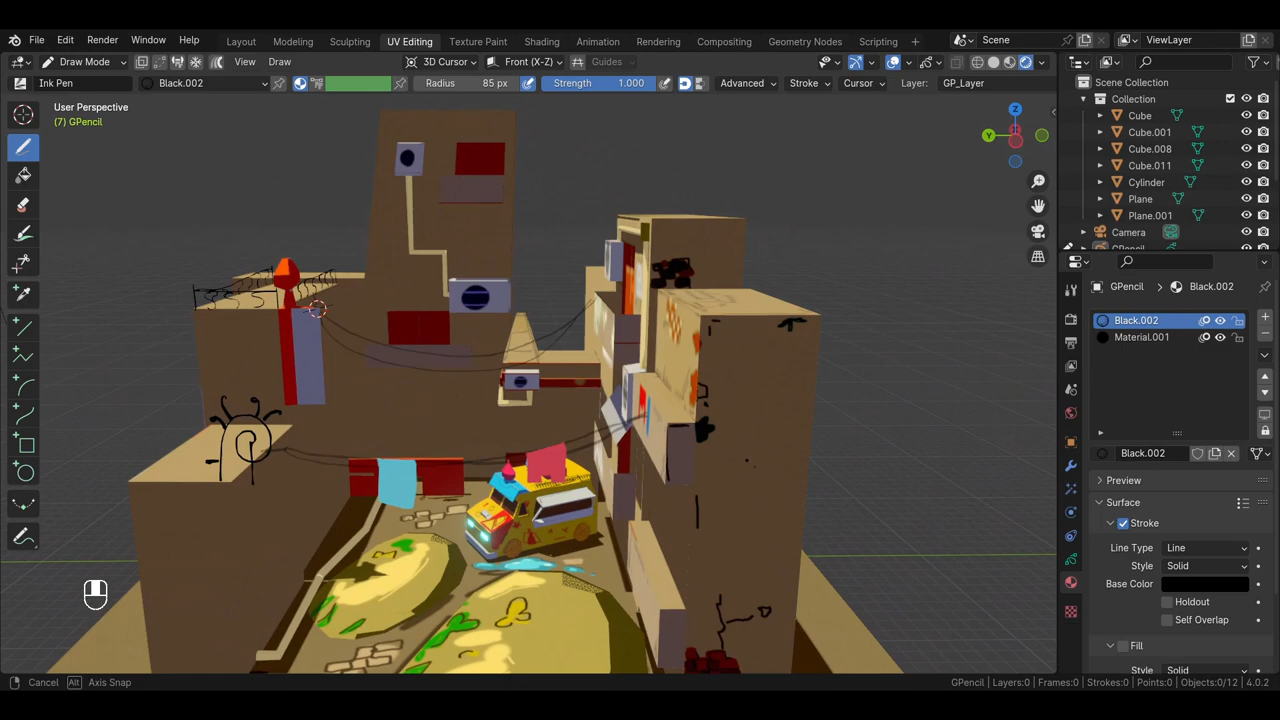 File Edit Render Window Help Layout Modeling Sculpting UV Editing Texture Paint Shading Animation Rendering Compositing Geometry Nodes Scripting + Scene ViewLayer
Draw Mode View Draw 3D Cursor Front (X-Z) Guides
Ink Pen Black.002 Radius 85 px Strength 1.000 Advanced Stroke Cursor Layer: GP_Layer
User Perspective
(7) GPencil
Z
Y
Scene Collection
Collection
Cube
Cube.001
Cube.008
Cube.011
Cylinder
Plane
Plane.001
Camera
GPencil
GPencil Black.002
Black.002
Material.001
Black.002
Preview
Surface
Stroke
Line Type Line
Style Solid
Base Color
Holdout
Self Overlap
Fill
Style Solid
Cancel Alt Axis Snap GPencil | Layers:0 | Frames:0 | Strokes:0 | Points:0 | Objects:0/12 | 4.0.2